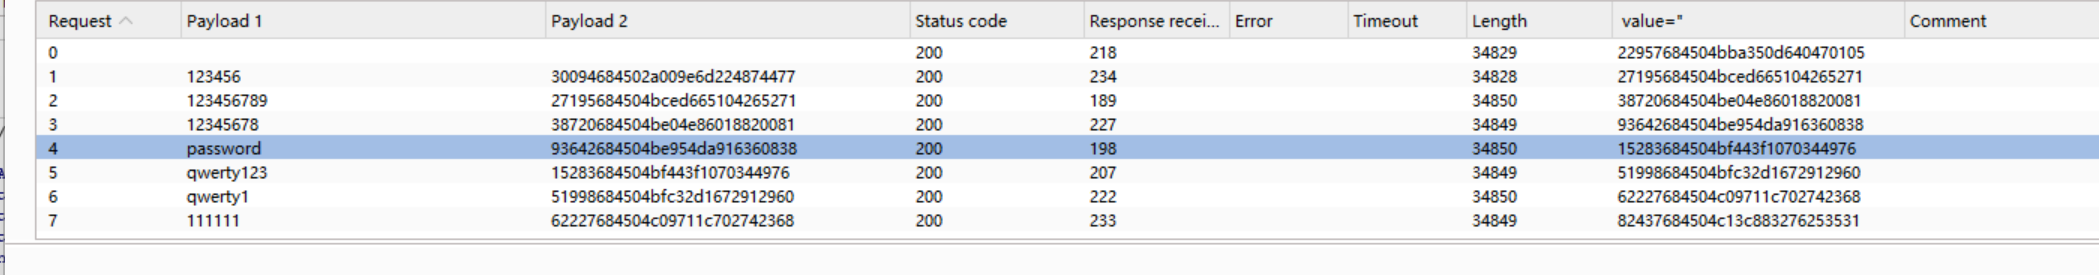 Request Payload 1 Payload 2 Status code Response recei... Error Timeout Length value=" Comment
0 200 218 34829 22957684504bba350d640470105
1 123456 30094684502a009e6d224874477 200 234 34828 27195684504bced665104265271
2 123456789 27195684504bced665104265271 200 189 34850 38720684504be04e86018820081
3 12345678 38720684504be04e86018820081 200 227 34849 93642684504be954da916360838
4 password 93642684504be954da916360838 200 198 34850 15283684504bf443f1070344976
5 qwerty123 15283684504bf443f1070344976 200 207 34849 51998684504bfc32d1672912960
6 qwerty1 51998684504bfc32d1672912960 200 222 34850 62227684504c09711c702742368
7 111111 62227684504c09711c702742368 200 233 34849 82437684504c13c883276253531